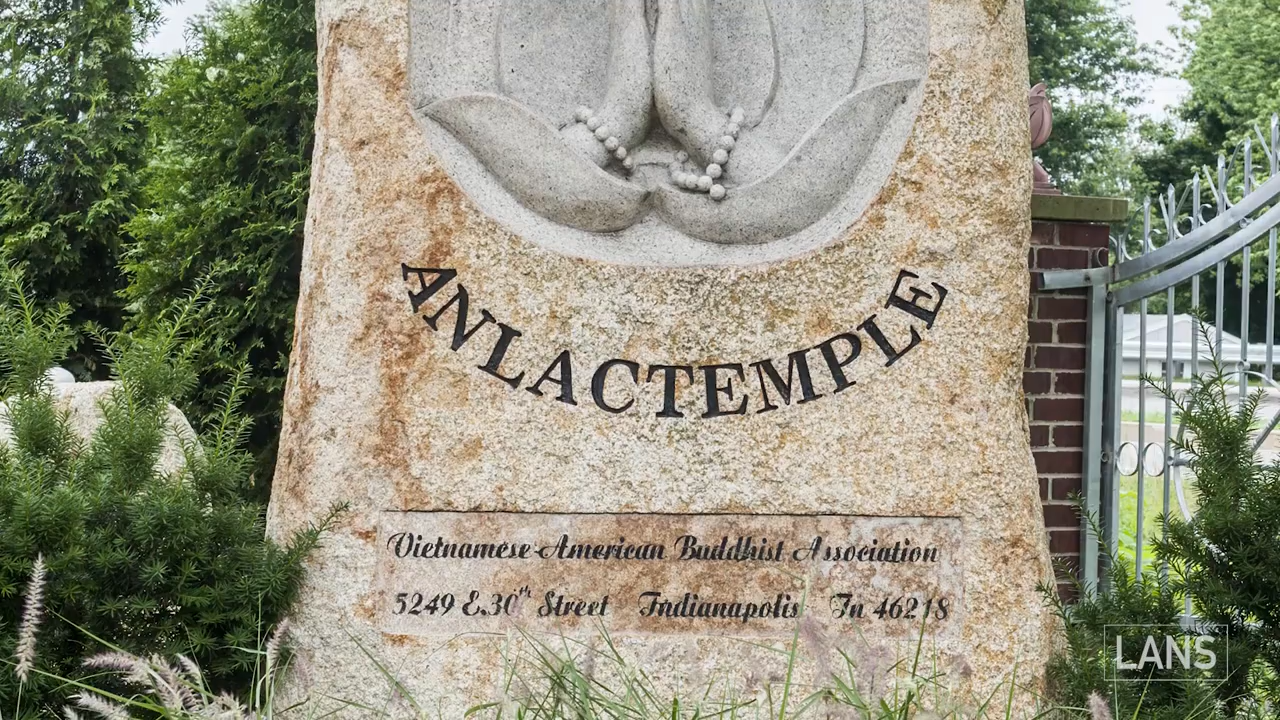 ANLACTEMPLE
Vietnamese-American Buddhist Association
5249 E.30th Street Indianapolis In 46218
LANS